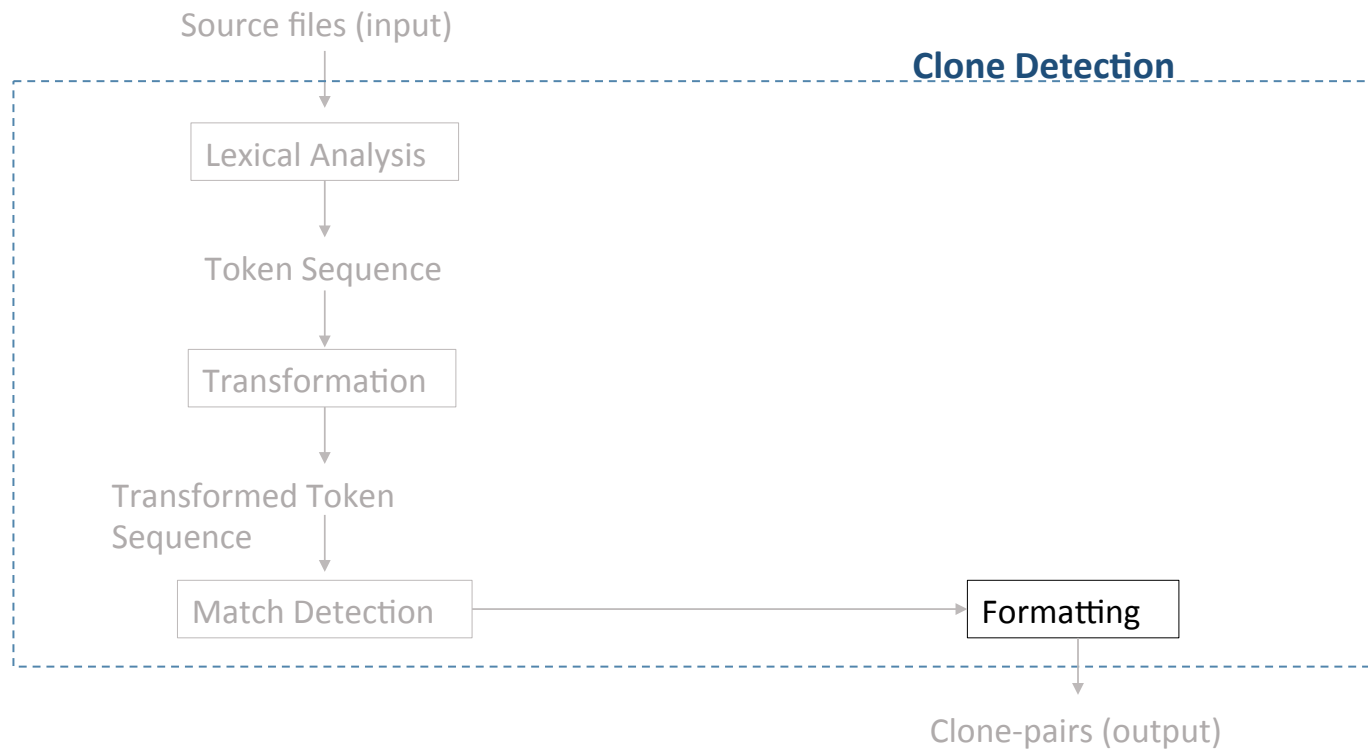 Source files (input)
Clone Detection
Lexical Analysis
Token Sequence
Transformation
Transformed Token
Sequence
Match Detection
Formatting
Clone-pairs (output)